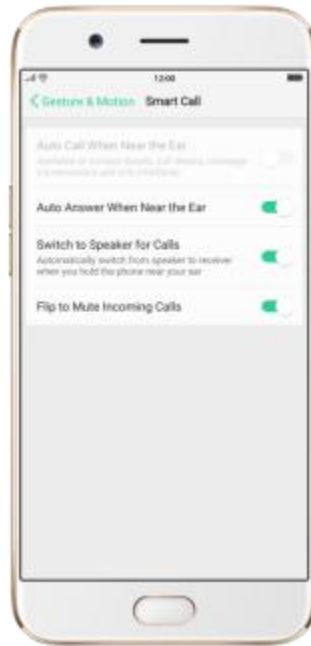 12:00
Gesture & Motion Smart Call
Auto Call When Near the Ear
Auto Answer When Near the Ear
Switch to Speaker for Calls
Automatically switch from speaker to receiver
when you hold the phone near your ear
Flip to Mute Incoming Calls